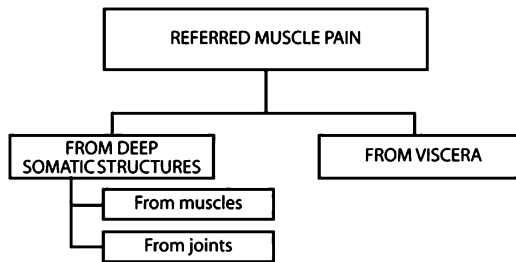 REFERRED MUSCLE PAIN
FROM DEEP
SOMATIC STRUCTURES
FROM VISCERA
From muscles
From joints